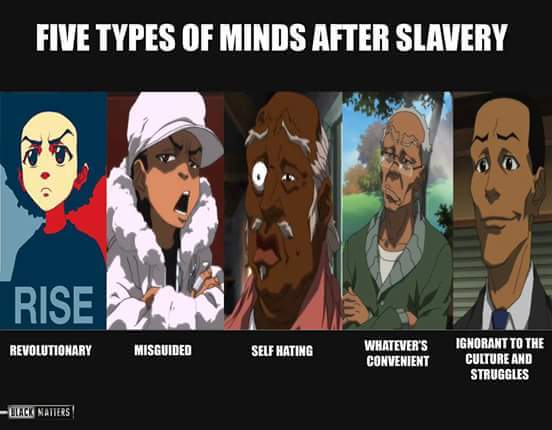 FIVE TYPES OF MINDS AFTER SLAVERY
RISE
REVOLUTIONARY
MISGUIDED
SELF HATING
WHATEVER'S
CONVENIENT
IGNORANT TO THE
CULTURE AND
STRUGGLES
BLACK MATTERS